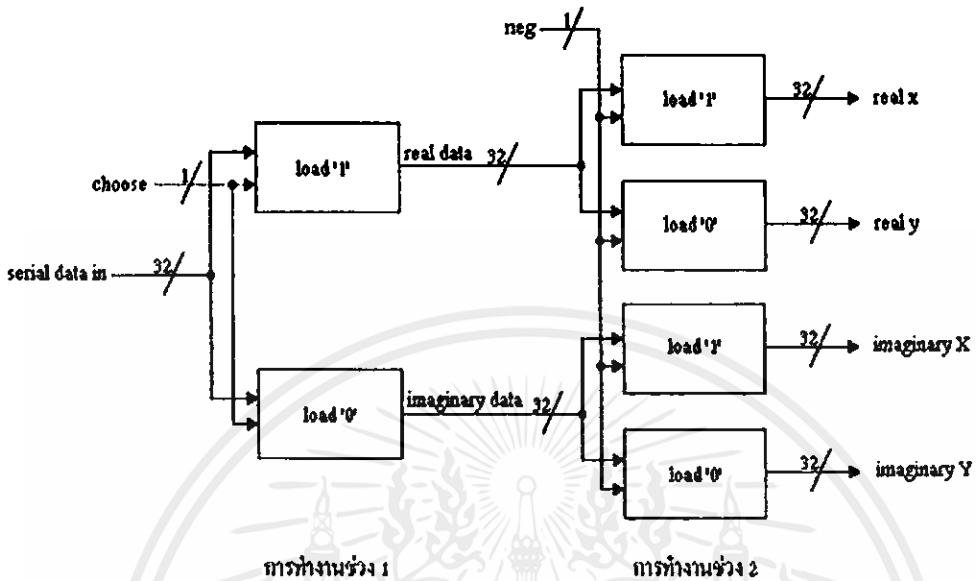 neg 1
load'1' 32 real x
load'1' real data 32
choose 1
load'0' 32 real y
serial data in 32
load'1' 32 imaginary X
load'0' imaginary data 32
load'0' 32 imaginary Y
การทำงานช่วง 1 การทำงานช่วง 2